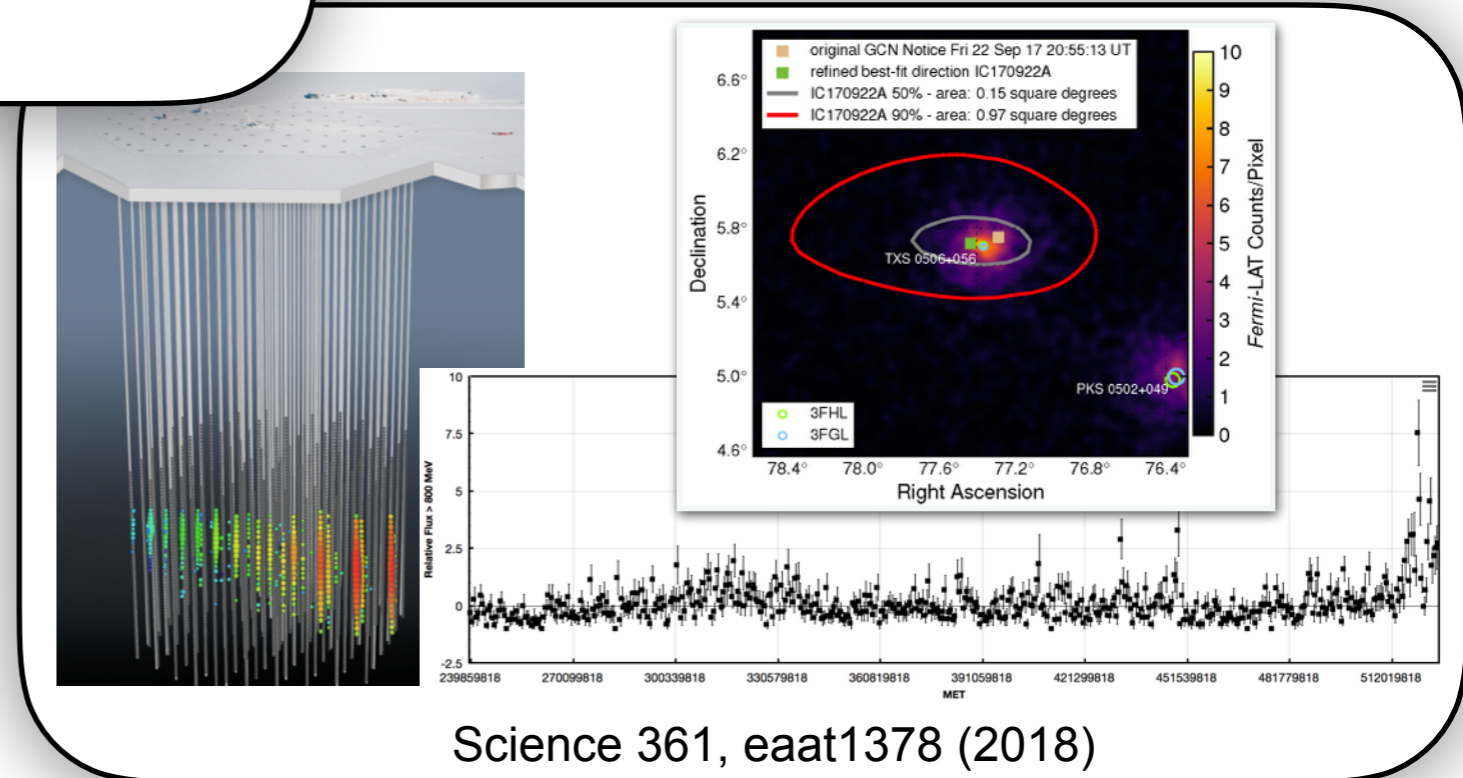 original GCN Notice Fri 22 Sep 17 20:55:13 UT
refined best-fit direction IC170922A
IC170922A 50% - area: 0.15 square degrees
IC170922A 90% - area: 0.97 square degrees
6.6°
6.2°
5.8°
5.4°
5.0°
4.6°
Declination
TXS 0506+056
PKS 0502+049
3FHL
3FGL
78.4° 78.0° 77.6° 77.2° 76.8° 76.4°
Right Ascension
10
9
8
7
6
5
4
3
2
1
0
Fermi-LAT Counts/Pixel
10
7.5
5
2.5
0
-2.5
Relative Flux > 800 MeV
239859818 270099818 300339818 330579818 360819818 391059818 421299818 451539818 481779818 512019818
MET
Science 361, eaat1378 (2018)